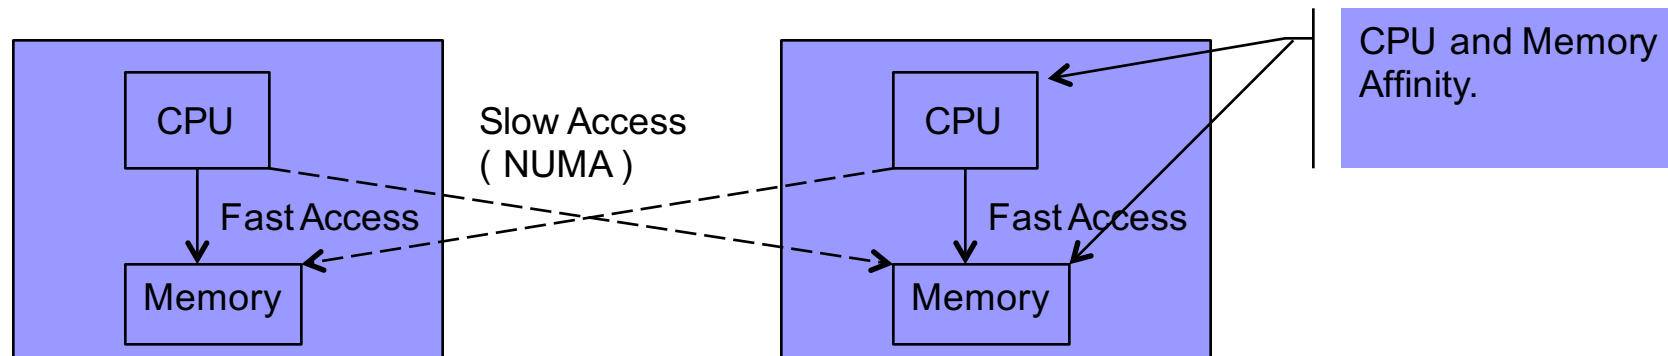 CPU
Fast Access
Memory
Slow Access
( NUMA )
CPU
Fast Access
Memory
CPU and Memory
Affinity.